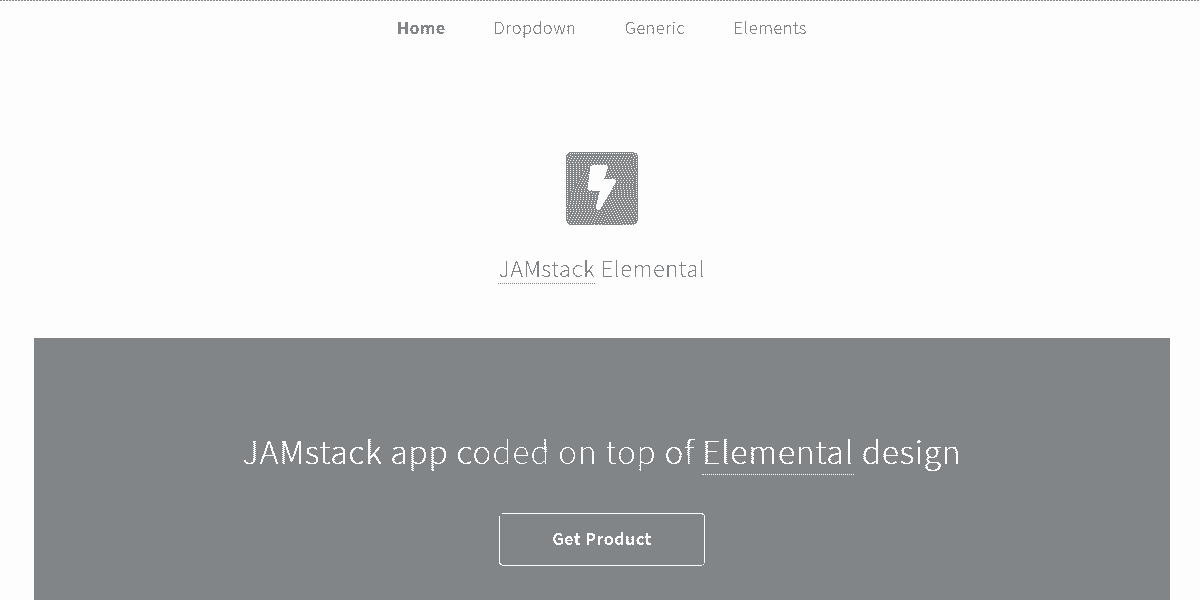 Home Dropdown Generic Elements
JAMstack Elemental
JAMstack app coded on top of Elemental design
Get Product